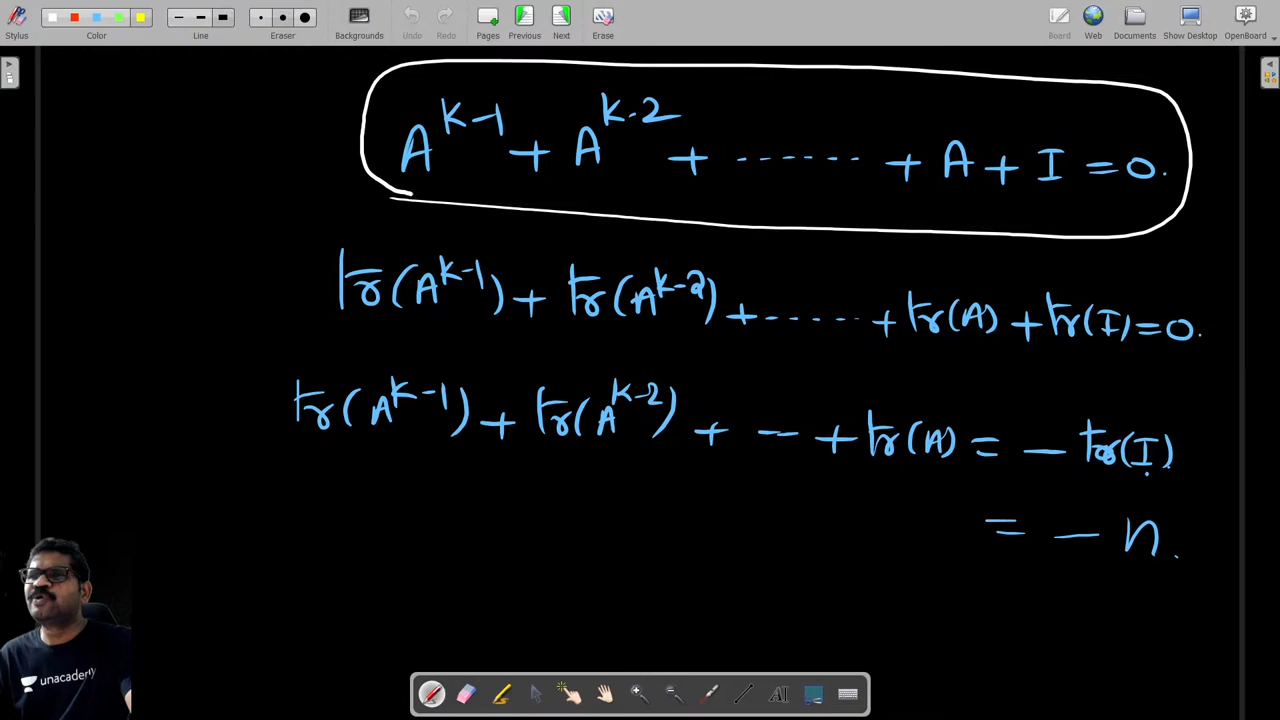 Stylus Color Line Eraser Backgrounds Undo Redo Pages Previous Next Erase Board Web Documents Show Desktop OpenBoard
A^{k-1} + A^{k-2} + ······ + A + I = 0.
tr(A^{k-1}) + tr(A^{k-2}) + ······ + tr(A) + tr(I) = 0.
tr(A^{k-1}) + tr(A^{k-2}) + -- + tr(A) = - tr(I)
= - n.
unacademy